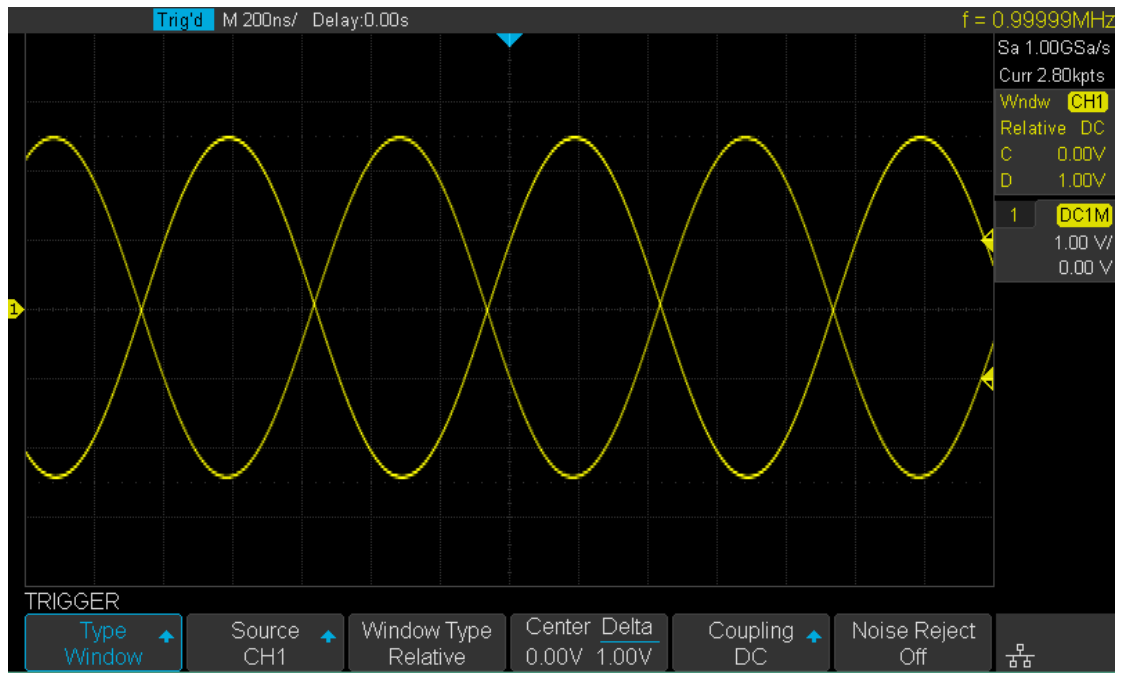 Trig'd M 200ns/ Delay:0.00s f = 0.99999MHz
Sa 1.00GSa/s
Curr 2.80kpts
Wndw CH1
Relative DC
C 0.00V
D 1.00V
1 DC1M
1.00 V/
0.00 V
1
TRIGGER
Type Source Window Type Center Delta Coupling Noise Reject
Window CH1 Relative 0.00V 1.00V DC Off